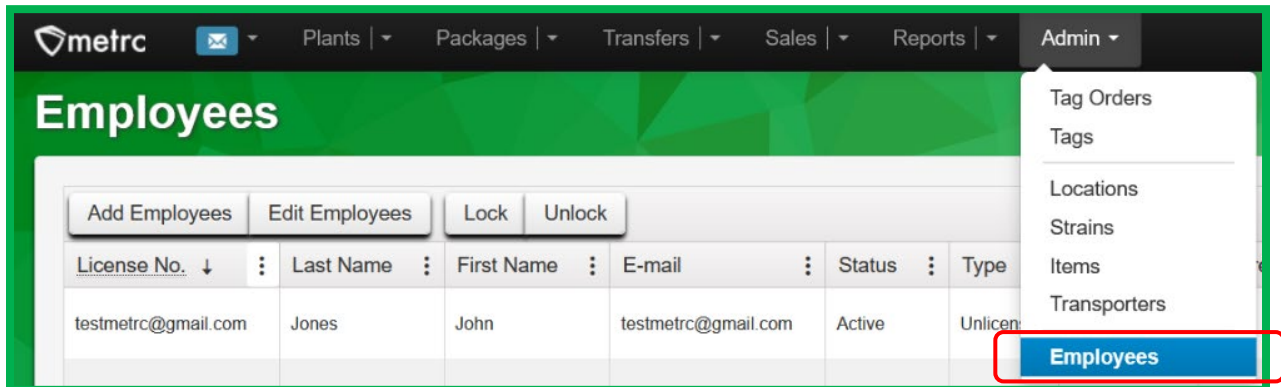 metrc Plants | Packages | Transfers | Sales | Reports | Admin
Employees
Tag Orders
Tags
Locations
Strains
Items
Transporters
Employees
Add Employees Edit Employees Lock Unlock
License No. ↓ Last Name First Name E-mail Status Type
testmetrc@gmail.com Jones John testmetrc@gmail.com Active